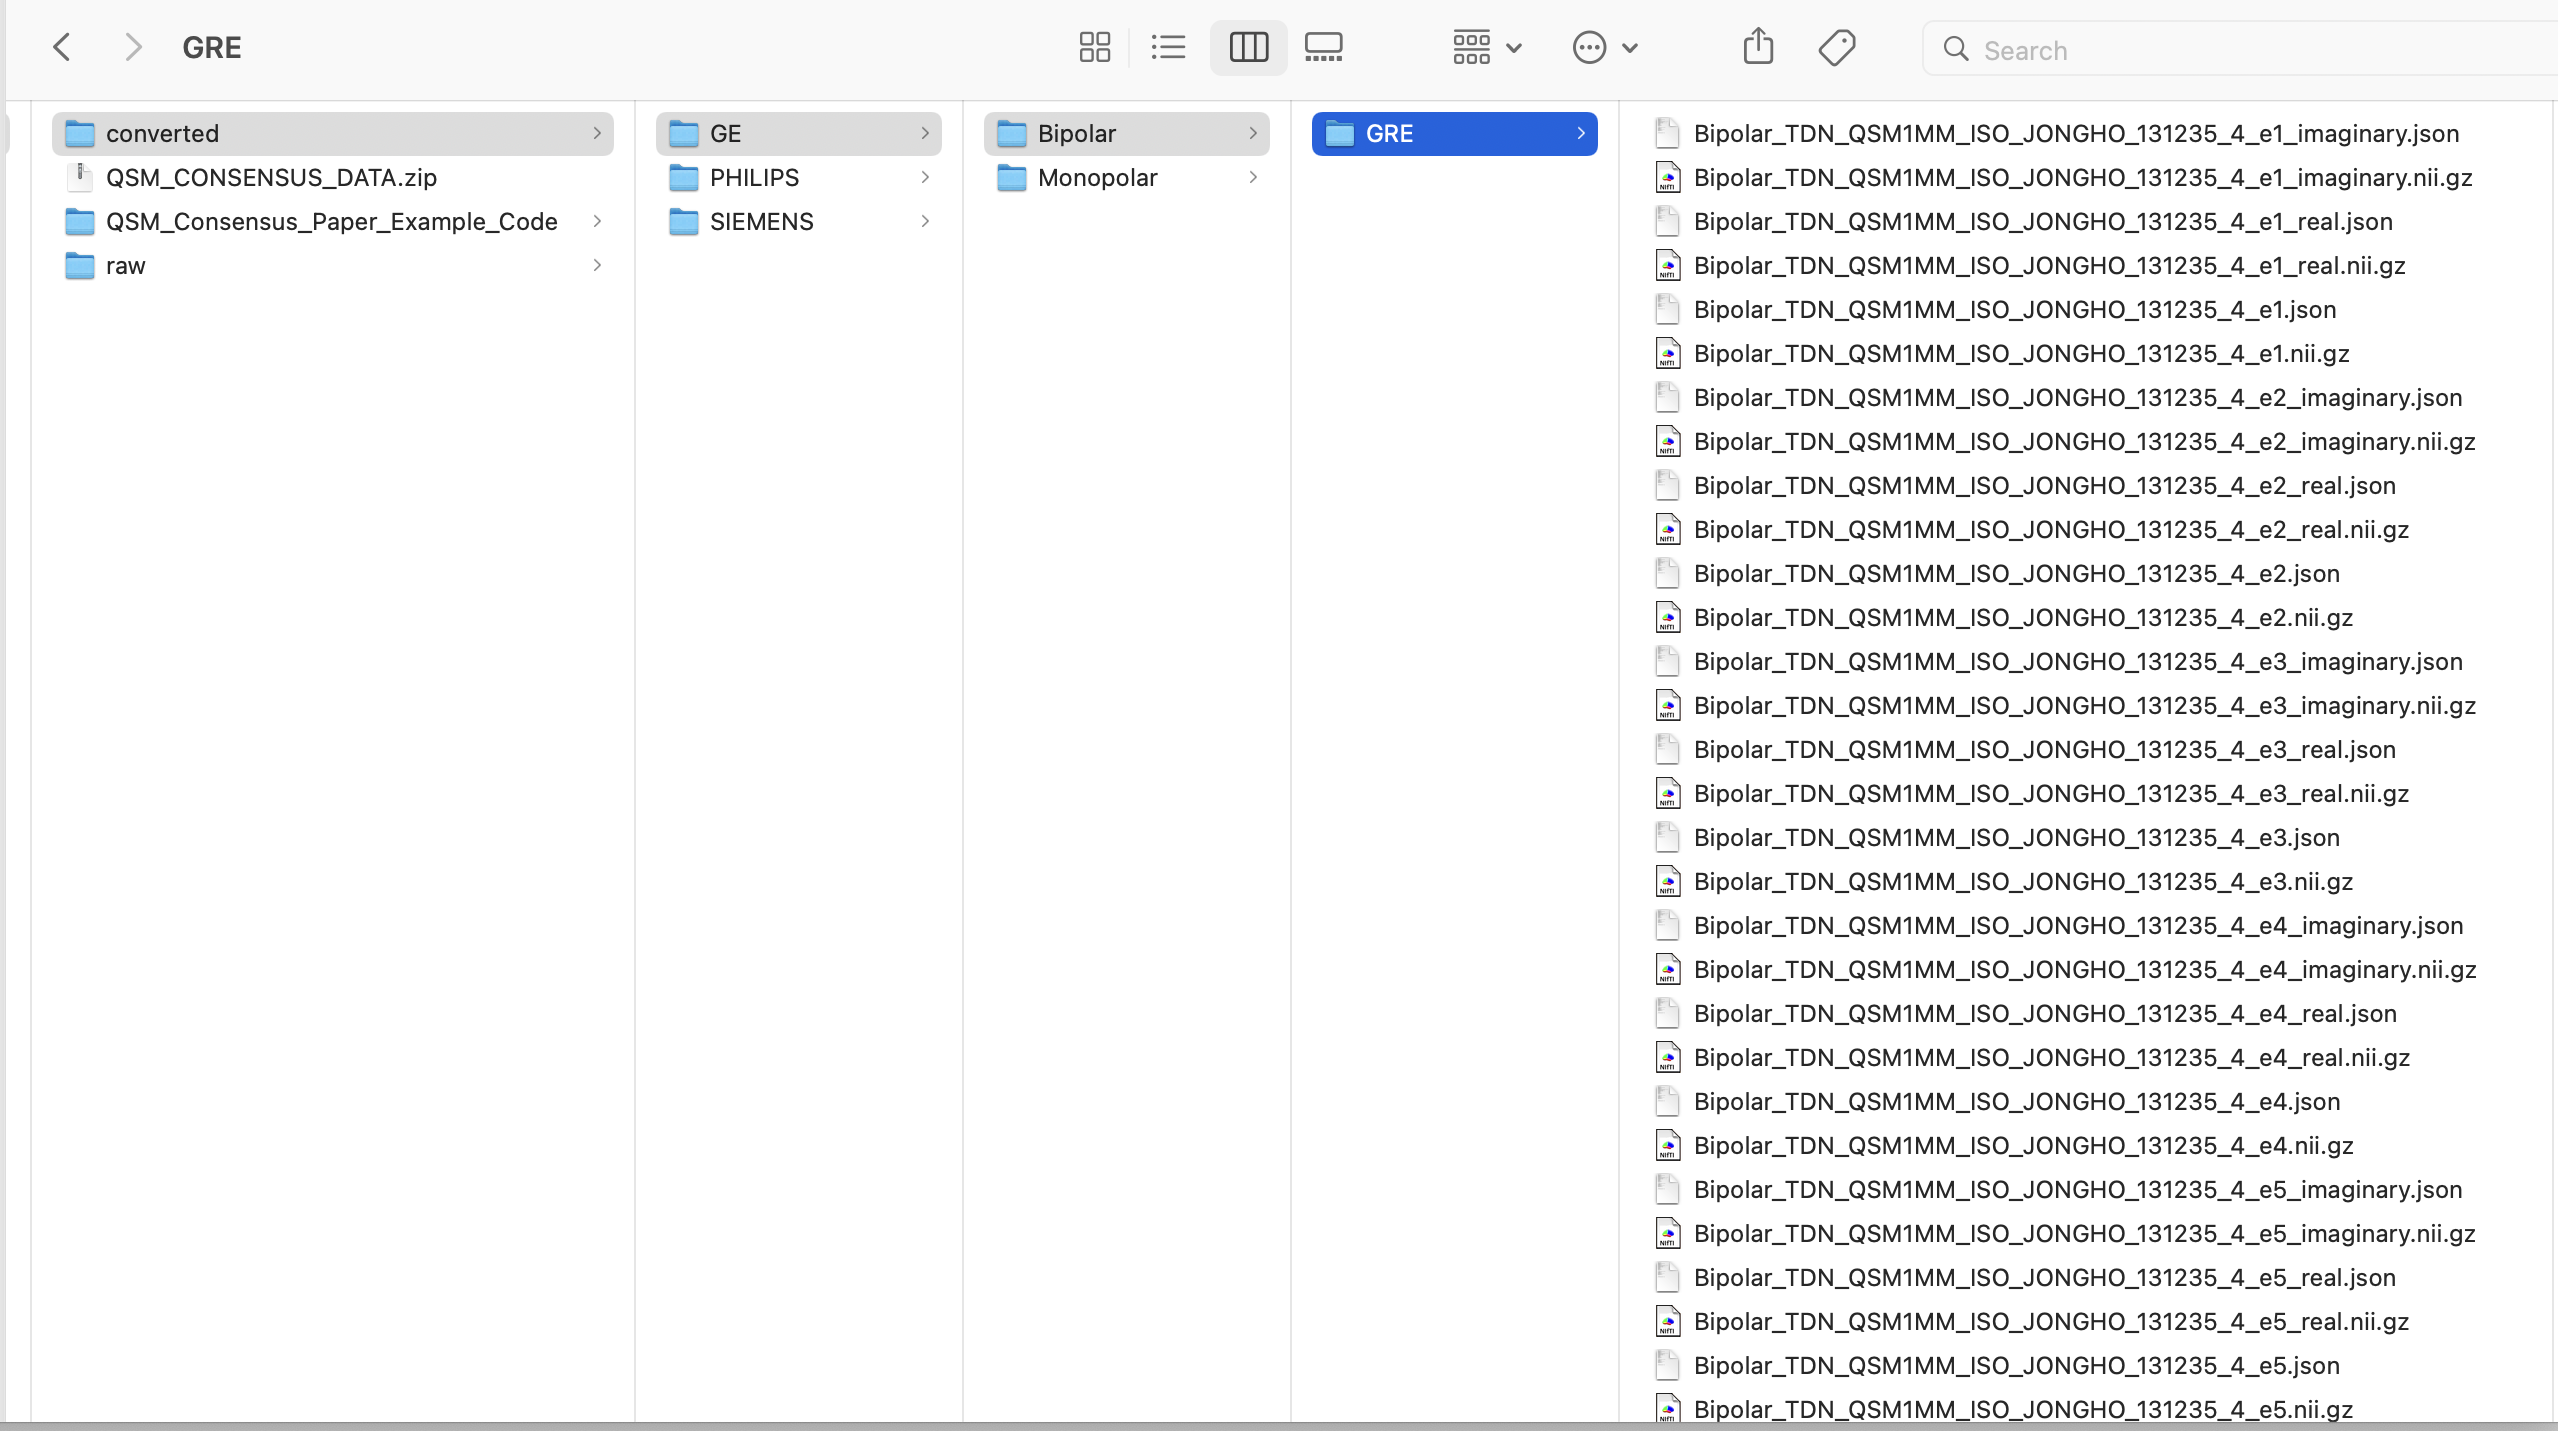 GRE
Search
converted
QSM_CONSENSUS_DATA.zip
QSM_Consensus_Paper_Example_Code
raw
GE
PHILIPS
SIEMENS
Bipolar
Monopolar
GRE
Bipolar_TDN_QSM1MM_ISO_JONGHO_131235_4_e1_imaginary.json
Bipolar_TDN_QSM1MM_ISO_JONGHO_131235_4_e1_imaginary.nii.gz
Bipolar_TDN_QSM1MM_ISO_JONGHO_131235_4_e1_real.json
Bipolar_TDN_QSM1MM_ISO_JONGHO_131235_4_e1_real.nii.gz
Bipolar_TDN_QSM1MM_ISO_JONGHO_131235_4_e1.json
Bipolar_TDN_QSM1MM_ISO_JONGHO_131235_4_e1.nii.gz
Bipolar_TDN_QSM1MM_ISO_JONGHO_131235_4_e2_imaginary.json
Bipolar_TDN_QSM1MM_ISO_JONGHO_131235_4_e2_imaginary.nii.gz
Bipolar_TDN_QSM1MM_ISO_JONGHO_131235_4_e2_real.json
Bipolar_TDN_QSM1MM_ISO_JONGHO_131235_4_e2_real.nii.gz
Bipolar_TDN_QSM1MM_ISO_JONGHO_131235_4_e2.json
Bipolar_TDN_QSM1MM_ISO_JONGHO_131235_4_e2.nii.gz
Bipolar_TDN_QSM1MM_ISO_JONGHO_131235_4_e3_imaginary.json
Bipolar_TDN_QSM1MM_ISO_JONGHO_131235_4_e3_imaginary.nii.gz
Bipolar_TDN_QSM1MM_ISO_JONGHO_131235_4_e3_real.json
Bipolar_TDN_QSM1MM_ISO_JONGHO_131235_4_e3_real.nii.gz
Bipolar_TDN_QSM1MM_ISO_JONGHO_131235_4_e3.json
Bipolar_TDN_QSM1MM_ISO_JONGHO_131235_4_e3.nii.gz
Bipolar_TDN_QSM1MM_ISO_JONGHO_131235_4_e4_imaginary.json
Bipolar_TDN_QSM1MM_ISO_JONGHO_131235_4_e4_imaginary.nii.gz
Bipolar_TDN_QSM1MM_ISO_JONGHO_131235_4_e4_real.json
Bipolar_TDN_QSM1MM_ISO_JONGHO_131235_4_e4_real.nii.gz
Bipolar_TDN_QSM1MM_ISO_JONGHO_131235_4_e4.json
Bipolar_TDN_QSM1MM_ISO_JONGHO_131235_4_e4.nii.gz
Bipolar_TDN_QSM1MM_ISO_JONGHO_131235_4_e5_imaginary.json
Bipolar_TDN_QSM1MM_ISO_JONGHO_131235_4_e5_imaginary.nii.gz
Bipolar_TDN_QSM1MM_ISO_JONGHO_131235_4_e5_real.json
Bipolar_TDN_QSM1MM_ISO_JONGHO_131235_4_e5_real.nii.gz
Bipolar_TDN_QSM1MM_ISO_JONGHO_131235_4_e5.json
Bipolar_TDN_QSM1MM_ISO_JONGHO_131235_4_e5.nii.gz